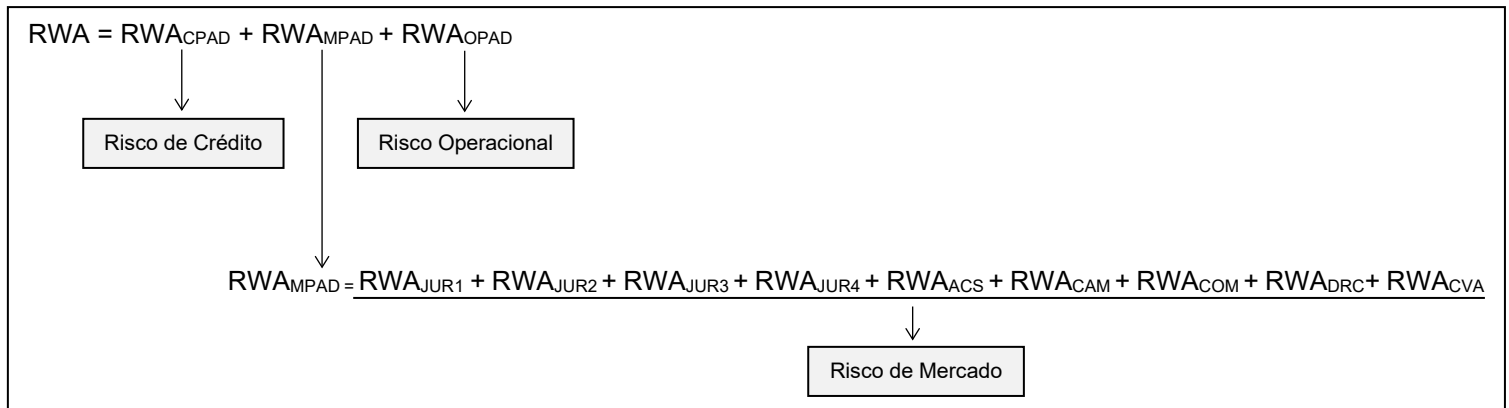 RWA = RWACPAD + RWAMPAD + RWAOPAD
Risco de Crédito
Risco Operacional
RWAMPAD = RWAJUR1 + RWAJUR2 + RWAJUR3 + RWAJUR4 + RWAACS + RWACAM + RWACOM + RWADRC+ RWACVA
Risco de Mercado